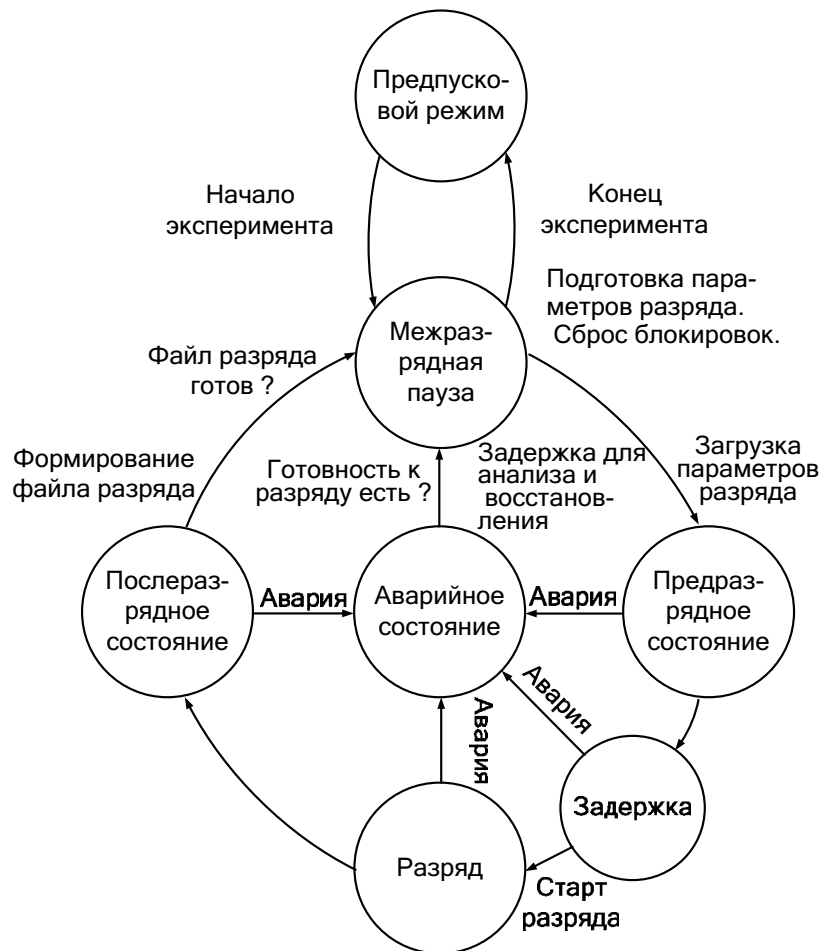 Предпуско-
вой режим
Начало
эксперимента
Конец
эксперимента
Подготовка пара-
метров разряда.
Сброс блокировок.
Межраз-
рядная
пауза
Файл разряда
готов ?
Формирование
файла разряда
Готовность к
разряду есть ?
Задержка для
анализа и
восстанов-
ления
Загрузка
параметров
разряда
Послераз-
рядное
состояние
Авария
Аварийное
состояние
Авария
Предраз-
рядное
состояние
Авария
Авария
Задержка
Разряд
Старт
разряда